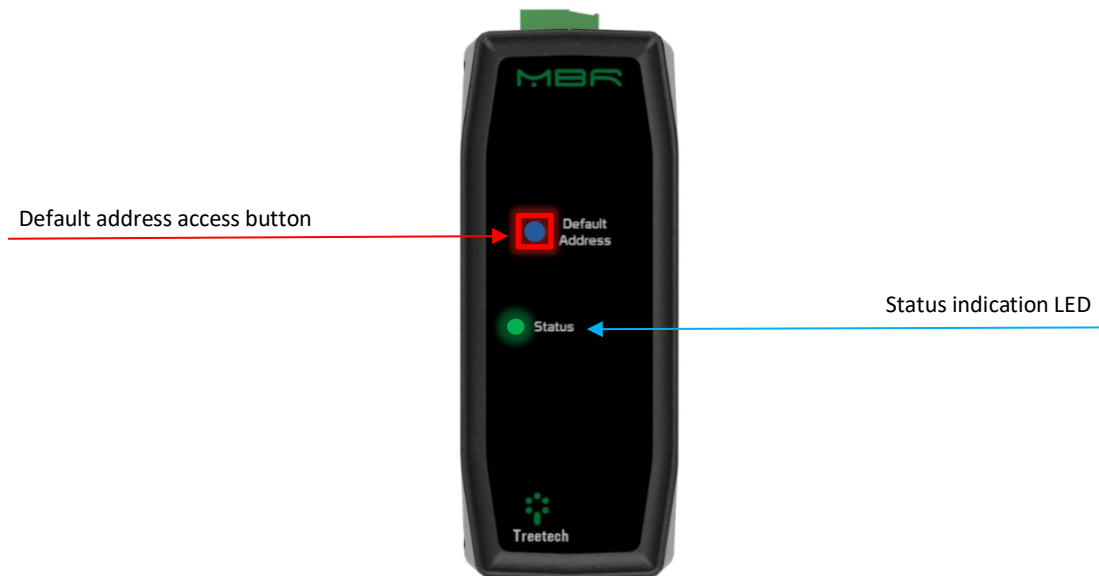 MBR
Default address access button
Default
Address
Status indication LED
Status
Treetech